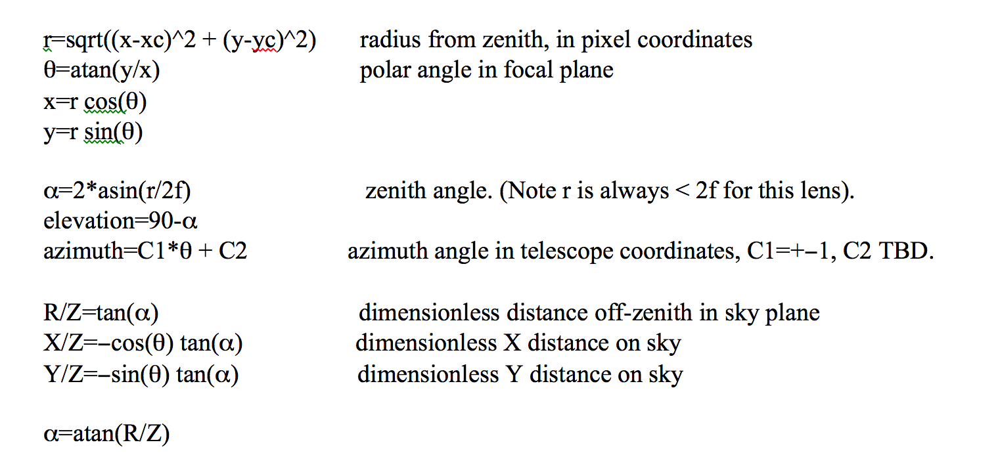 r=sqrt((x-xc)^2 + (y-yc)^2) radius from zenith, in pixel coordinates
θ=atan(y/x) polar angle in focal plane
x=r cos(θ)
y=r sin(θ)
α=2*asin(r/2f) zenith angle. (Note r is always < 2f for this lens).
elevation=90-α
azimuth=C1*θ + C2 azimuth angle in telescope coordinates, C1=+–1, C2 TBD.
R/Z=tan(α) dimensionless distance off-zenith in sky plane
X/Z=–cos(θ) tan(α) dimensionless X distance on sky
Y/Z=–sin(θ) tan(α) dimensionless Y distance on sky
α=atan(R/Z)